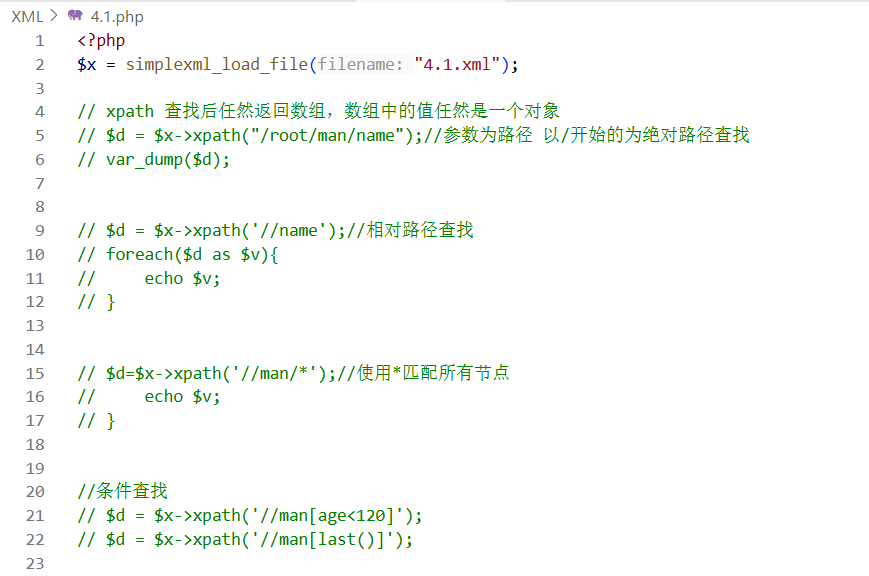 XML > 4.1.php
1 <?php
2 $x = simplexml_load_file(filename: "4.1.xml");
3
4 // xpath 查找后任然返回数组，数组中的值任然是一个对象
5 // $d = $x->xpath("/root/man/name");//参数为路径 以/开始的为绝对路径查找
6 // var_dump($d);
7
8
9 // $d = $x->xpath('//name');//相对路径查找
10 // foreach($d as $v){
11 //     echo $v;
12 // }
13
14
15 // $d=$x->xpath('//man/*');//使用*匹配所有节点
16 //     echo $v;
17 // }
18
19
20 //条件查找
21 // $d = $x->xpath('//man[age<120]');
22 // $d = $x->xpath('//man[last()]');
23